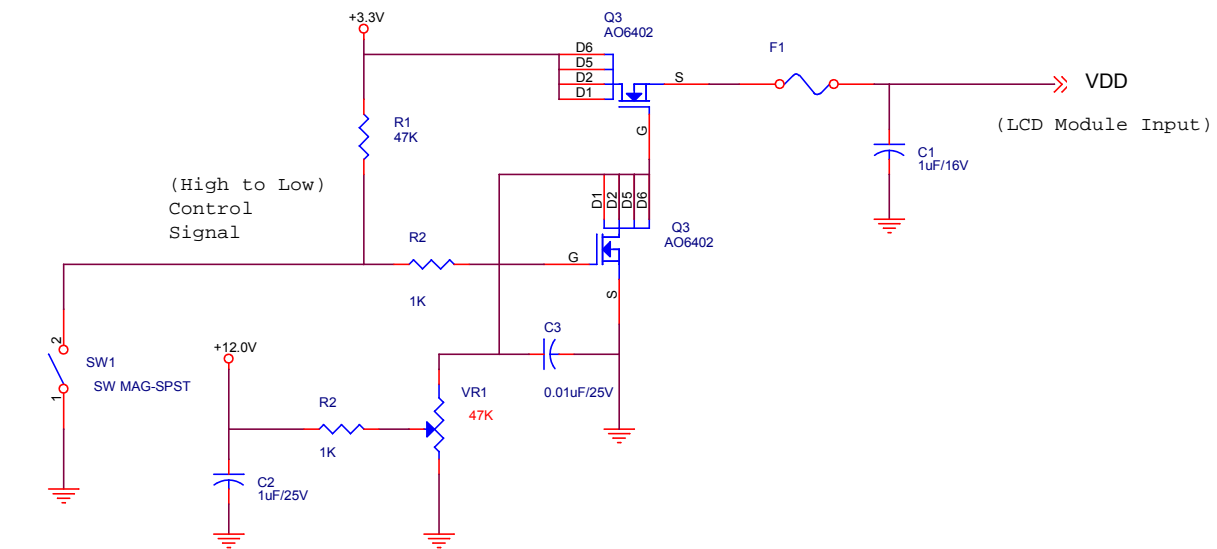 +3.3V
Q3
AO6402
F1
D6
D5
D2
D1
S
VDD
(LCD Module Input)
G
R1
47K
C1
1uF/16V
(High to Low)
Control
Signal
D1
D2
D5
D6
Q3
AO6402
R2
G
1K
S
C3
2
+12.0V
SW1
SW MAG-SPST
1
VR1
47K
0.01uF/25V
R2
1K
C2
1uF/25V